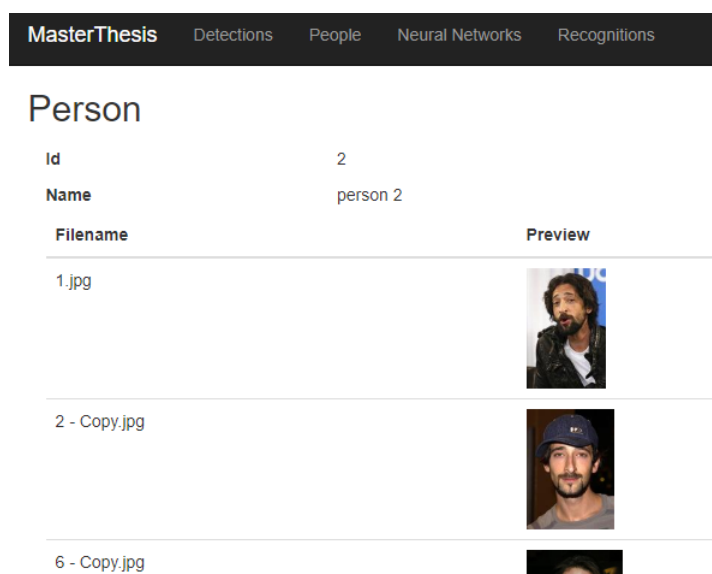 MasterThesis Detections People Neural Networks Recognitions
Person
Id 2
Name person 2
Filename Preview
1.jpg
2 - Copy.jpg
6 - Copy.jpg